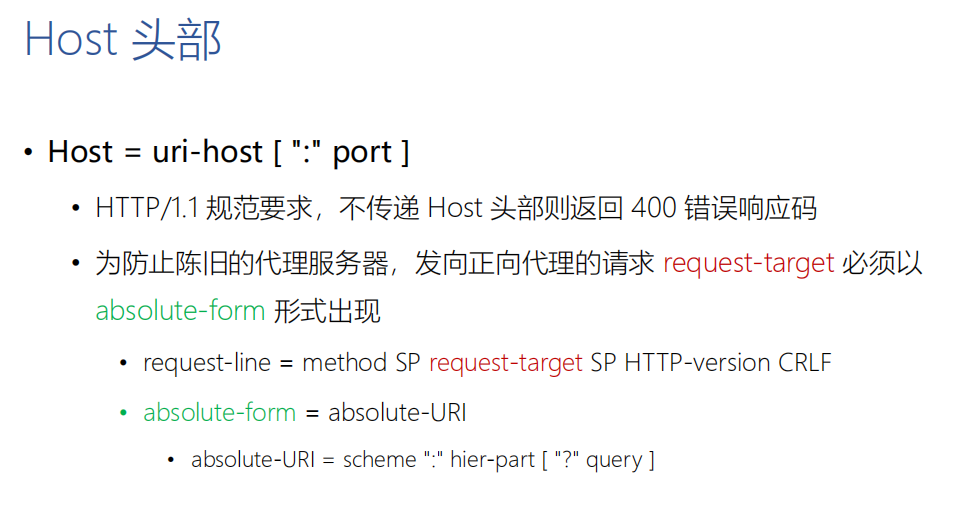 Host 头部
• Host = uri-host [ ":" port ]
• HTTP/1.1 规范要求，不传递 Host 头部则返回 400 错误响应码
• 为防止陈旧的代理服务器，发向正向代理的请求 request-target 必须以
absolute-form 形式出现
• request-line = method SP request-target SP HTTP-version CRLF
• absolute-form = absolute-URI
• absolute-URI = scheme ":" hier-part [ "?" query ]